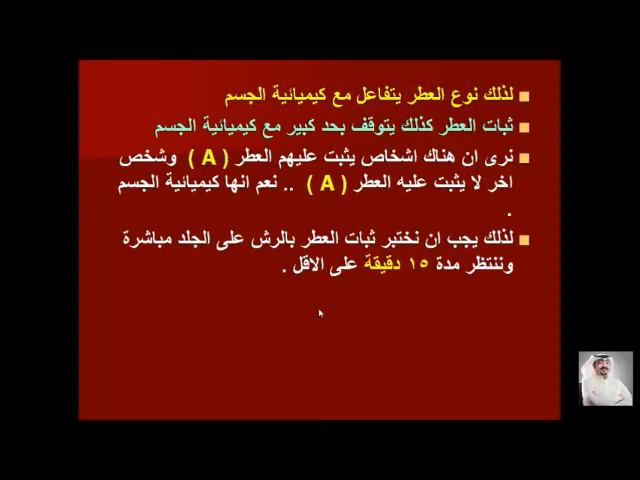 لذلك نوع العطر يتفاعل مع كيميائية الجسم
ثبات العطر كذلك يتوقف بحد كبير مع كيميائية الجسم
نرى ان هناك اشخاص يثبت عليهم العطر ( A ) وشخص
اخر لا يثبت عليه العطر ( A ) .. نعم انها كيميائية الجسم
.
لذلك يجب ان نختبر ثبات العطر بالرش على الجلد مباشرة
وننتظر مدة ١٥ دقيقة على الاقل .